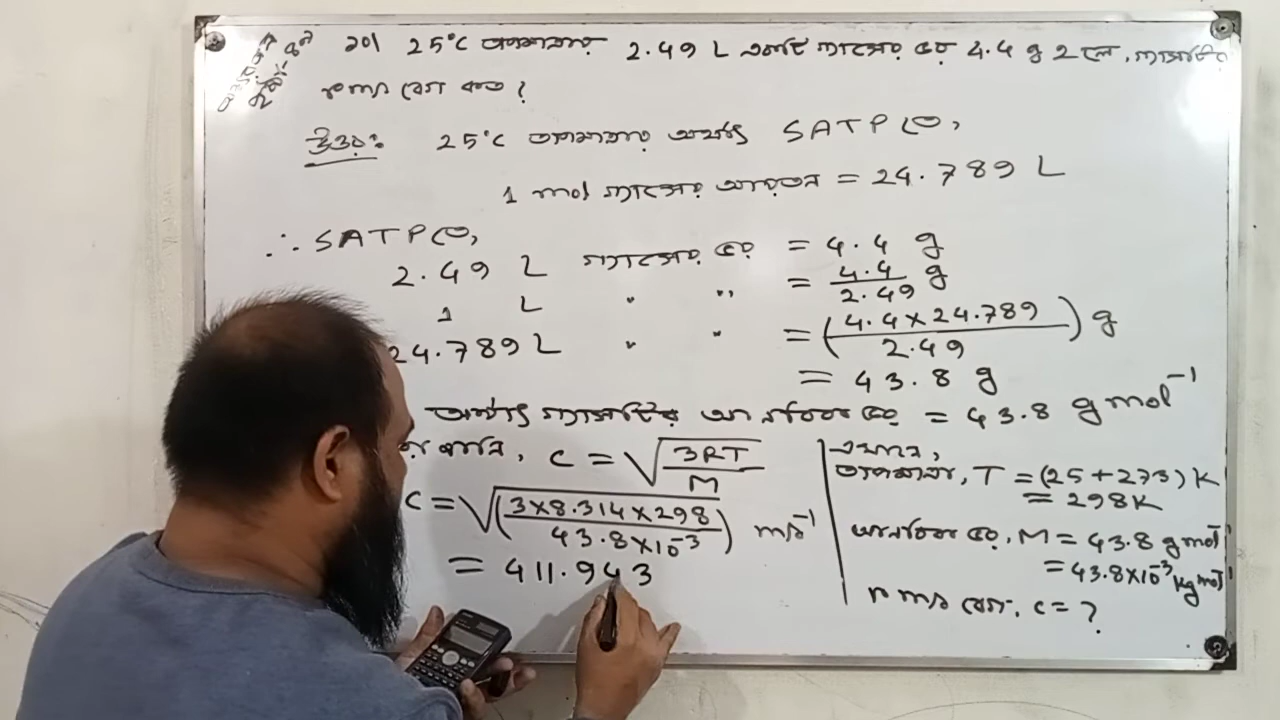 ২০। 25°C তাপমাত্রায় 2.49 L একটি গ্যাসের ভর 4.4 g হলে, গ্যাসটির
rms বেগ কত?
উত্তর: 25°C তাপমাত্রায় অর্থাৎ SATP তে,
1 mol গ্যাসের আয়তন = 24.789 L
∴ SATP তে,
2.49 L গ্যাসের ভর = 4.4 g
1 L " " = 4.4/2.49 g
24.789 L " " = (4.4×24.789/2.49) g
= 43.8 g
অর্থাৎ গ্যাসটির আণবিক ভর = 43.8 g mol⁻¹
জানি, C = √(3RT/M)
C = √(3×8.314×298/43.8×10⁻³) ms⁻¹
= 411.943
এখানে,
তাপমাত্রা, T = (25+273) K
= 298K
আণবিক ভর, M = 43.8 g mol⁻¹
= 43.8×10⁻³ kg mol⁻¹
rms বেগ, c = ?